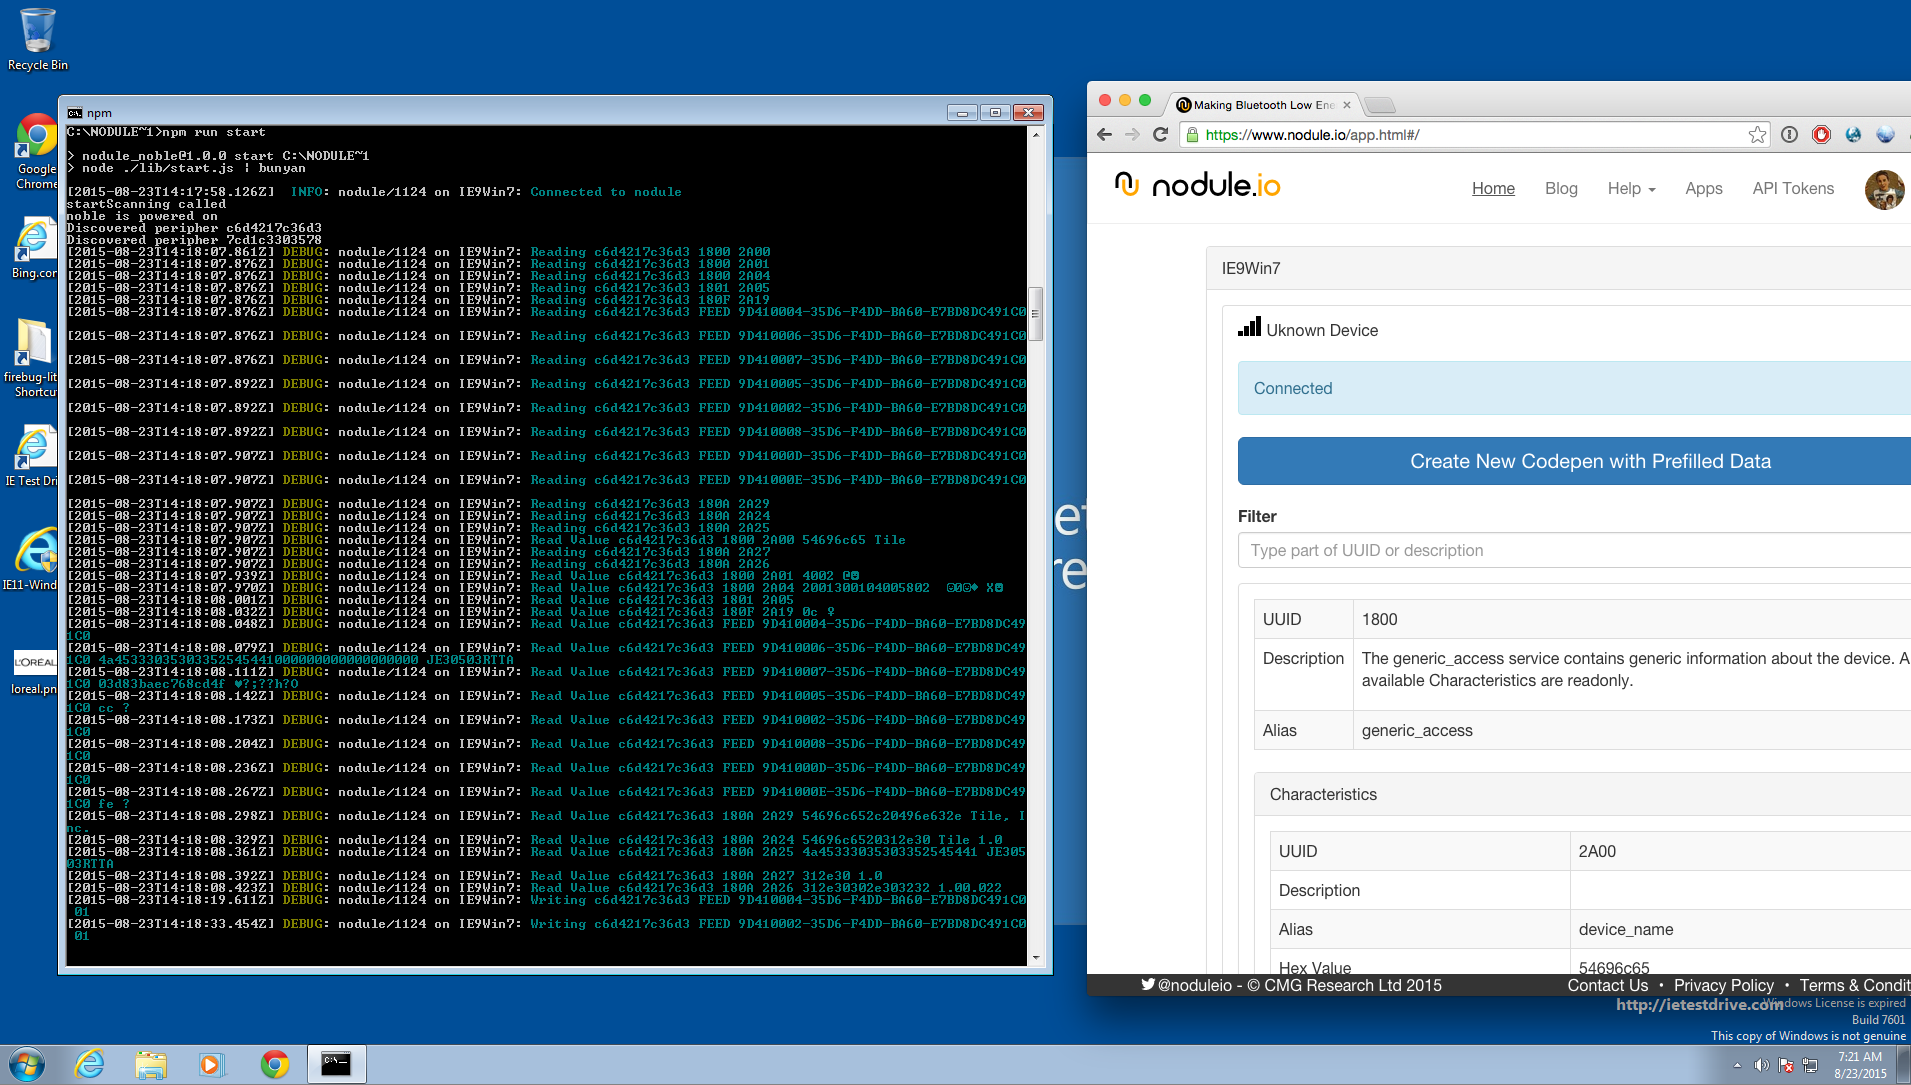 Recycle Bin
Google
Chrome
Bing.cor
firebug-lit
Shortcu
IE Test Dri
IE11-Wind
L'OREAL
loreal.pn
npm
C:\NODULE~1>npm run start
> nodule_noble@1.0.0 start C:\NODULE~1
> node ./lib/start.js | bunyan
[2015-08-23T14:17:58.126Z]  INFO: nodule/1124 on IE9Win7: Connected to nodule
startScanning called
noble is powered on
Discovered peripher c6d4217c36d3
Discovered peripher 7cd1c3303578
[2015-08-23T14:18:07.861Z] DEBUG: nodule/1124 on IE9Win7: Reading c6d4217c36d3 1800 2A00
[2015-08-23T14:18:07.876Z] DEBUG: nodule/1124 on IE9Win7: Reading c6d4217c36d3 1800 2A01
[2015-08-23T14:18:07.876Z] DEBUG: nodule/1124 on IE9Win7: Reading c6d4217c36d3 1800 2A04
[2015-08-23T14:18:07.876Z] DEBUG: nodule/1124 on IE9Win7: Reading c6d4217c36d3 1801 2A05
[2015-08-23T14:18:07.876Z] DEBUG: nodule/1124 on IE9Win7: Reading c6d4217c36d3 180F 2A19
[2015-08-23T14:18:07.876Z] DEBUG: nodule/1124 on IE9Win7: Reading c6d4217c36d3 FEED 9D410004-35D6-F4DD-BA60-E7BD8DC491C0
[2015-08-23T14:18:07.876Z] DEBUG: nodule/1124 on IE9Win7: Reading c6d4217c36d3 FEED 9D410006-35D6-F4DD-BA60-E7BD8DC491C0
[2015-08-23T14:18:07.876Z] DEBUG: nodule/1124 on IE9Win7: Reading c6d4217c36d3 FEED 9D410007-35D6-F4DD-BA60-E7BD8DC491C0
[2015-08-23T14:18:07.892Z] DEBUG: nodule/1124 on IE9Win7: Reading c6d4217c36d3 FEED 9D410005-35D6-F4DD-BA60-E7BD8DC491C0
[2015-08-23T14:18:07.892Z] DEBUG: nodule/1124 on IE9Win7: Reading c6d4217c36d3 FEED 9D410002-35D6-F4DD-BA60-E7BD8DC491C0
[2015-08-23T14:18:07.892Z] DEBUG: nodule/1124 on IE9Win7: Reading c6d4217c36d3 FEED 9D410008-35D6-F4DD-BA60-E7BD8DC491C0
[2015-08-23T14:18:07.907Z] DEBUG: nodule/1124 on IE9Win7: Reading c6d4217c36d3 FEED 9D41000D-35D6-F4DD-BA60-E7BD8DC491C0
[2015-08-23T14:18:07.907Z] DEBUG: nodule/1124 on IE9Win7: Reading c6d4217c36d3 FEED 9D41000E-35D6-F4DD-BA60-E7BD8DC491C0
[2015-08-23T14:18:07.907Z] DEBUG: nodule/1124 on IE9Win7: Reading c6d4217c36d3 180A 2A29
[2015-08-23T14:18:07.907Z] DEBUG: nodule/1124 on IE9Win7: Reading c6d4217c36d3 180A 2A24
[2015-08-23T14:18:07.907Z] DEBUG: nodule/1124 on IE9Win7: Reading c6d4217c36d3 180A 2A25
[2015-08-23T14:18:07.907Z] DEBUG: nodule/1124 on IE9Win7: Read Value c6d4217c36d3 1800 2A00 54696c65 Tile
[2015-08-23T14:18:07.907Z] DEBUG: nodule/1124 on IE9Win7: Reading c6d4217c36d3 180A 2A27
[2015-08-23T14:18:07.907Z] DEBUG: nodule/1124 on IE9Win7: Reading c6d4217c36d3 180A 2A26
[2015-08-23T14:18:07.939Z] DEBUG: nodule/1124 on IE9Win7: Read Value c6d4217c36d3 1800 2A01 4002 @☻
[2015-08-23T14:18:07.970Z] DEBUG: nodule/1124 on IE9Win7: Read Value c6d4217c36d3 1800 2A04 2001300104005802  ☺0☺♦ X☻
[2015-08-23T14:18:08.001Z] DEBUG: nodule/1124 on IE9Win7: Read Value c6d4217c36d3 1801 2A05
[2015-08-23T14:18:08.032Z] DEBUG: nodule/1124 on IE9Win7: Read Value c6d4217c36d3 180F 2A19 0c ♀
[2015-08-23T14:18:08.048Z] DEBUG: nodule/1124 on IE9Win7: Read Value c6d4217c36d3 FEED 9D410004-35D6-F4DD-BA60-E7BD8DC49
1C0
[2015-08-23T14:18:08.079Z] DEBUG: nodule/1124 on IE9Win7: Read Value c6d4217c36d3 FEED 9D410006-35D6-F4DD-BA60-E7BD8DC49
1C0 4a453330353033525454410000000000000000000 JE30503RTTA
[2015-08-23T14:18:08.111Z] DEBUG: nodule/1124 on IE9Win7: Read Value c6d4217c36d3 FEED 9D410007-35D6-F4DD-BA60-E7BD8DC49
1C0 03d83baec768cd4f ♥?;??h?O
[2015-08-23T14:18:08.142Z] DEBUG: nodule/1124 on IE9Win7: Read Value c6d4217c36d3 FEED 9D410005-35D6-F4DD-BA60-E7BD8DC49
1C0 cc ?
[2015-08-23T14:18:08.173Z] DEBUG: nodule/1124 on IE9Win7: Read Value c6d4217c36d3 FEED 9D410002-35D6-F4DD-BA60-E7BD8DC49
1C0
[2015-08-23T14:18:08.204Z] DEBUG: nodule/1124 on IE9Win7: Read Value c6d4217c36d3 FEED 9D410008-35D6-F4DD-BA60-E7BD8DC49
1C0
[2015-08-23T14:18:08.236Z] DEBUG: nodule/1124 on IE9Win7: Read Value c6d4217c36d3 FEED 9D41000D-35D6-F4DD-BA60-E7BD8DC49
1C0
[2015-08-23T14:18:08.267Z] DEBUG: nodule/1124 on IE9Win7: Read Value c6d4217c36d3 FEED 9D41000E-35D6-F4DD-BA60-E7BD8DC49
1C0 fe ?
[2015-08-23T14:18:08.298Z] DEBUG: nodule/1124 on IE9Win7: Read Value c6d4217c36d3 180A 2A29 54696c652c20496e632e Tile, I
nc.
[2015-08-23T14:18:08.329Z] DEBUG: nodule/1124 on IE9Win7: Read Value c6d4217c36d3 180A 2A24 54696c6520312e30 Tile 1.0
[2015-08-23T14:18:08.361Z] DEBUG: nodule/1124 on IE9Win7: Read Value c6d4217c36d3 180A 2A25 4a45333035303352545441 JE305
03RTTA
[2015-08-23T14:18:08.392Z] DEBUG: nodule/1124 on IE9Win7: Read Value c6d4217c36d3 180A 2A27 312e30 1.0
[2015-08-23T14:18:08.423Z] DEBUG: nodule/1124 on IE9Win7: Read Value c6d4217c36d3 180A 2A26 312e30302e303232 1.00.022
[2015-08-23T14:18:19.611Z] DEBUG: nodule/1124 on IE9Win7: Writing c6d4217c36d3 FEED 9D410004-35D6-F4DD-BA60-E7BD8DC491C0
01
[2015-08-23T14:18:33.454Z] DEBUG: nodule/1124 on IE9Win7: Writing c6d4217c36d3 FEED 9D410002-35D6-F4DD-BA60-E7BD8DC491C0
01
et
re
Making Bluetooth Low Ene
https://www.nodule.io/app.html#/
nodule.io
Home Blog Help Apps API Tokens
IE9Win7
Uknown Device
Connected
Create New Codepen with Prefilled Data
Filter
Type part of UUID or description
UUID 1800
Description The generic_access service contains generic information about the device. A
available Characteristics are readonly.
Alias generic_access
Characteristics
UUID 2A00
Description
Alias device_name
Hex Value 54696c65
@noduleio - © CMG Research Ltd 2015 Contact Us • Privacy Policy • Terms & Condit
http://ietestdrive.com
Windows License is expired
Build 7601
This copy of Windows is not genuine
7:21 AM
8/23/2015